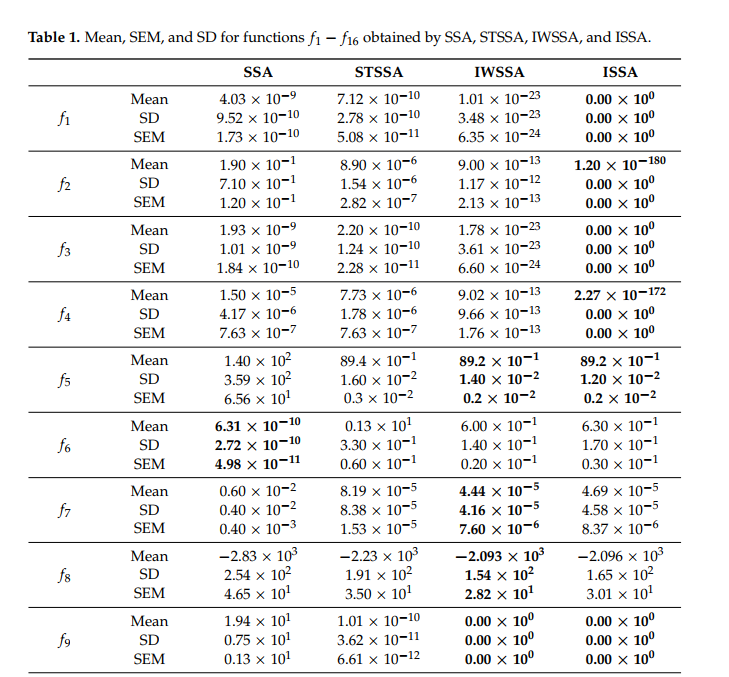 Table 1. Mean, SEM, and SD for functions f1 − f16 obtained by SSA, STSSA, IWSSA, and ISSA.
SSA STSSA IWSSA ISSA
Mean 4.03 × 10−9 7.12 × 10−10 1.01 × 10−23 0.00 × 100
f1 SD 9.52 × 10−10 2.78 × 10−10 3.48 × 10−23 0.00 × 100
SEM 1.73 × 10−10 5.08 × 10−11 6.35 × 10−24 0.00 × 100
Mean 1.90 × 10−1 8.90 × 10−6 9.00 × 10−13 1.20 × 10−180
f2 SD 7.10 × 10−1 1.54 × 10−6 1.17 × 10−12 0.00 × 100
SEM 1.20 × 10−1 2.82 × 10−7 2.13 × 10−13 0.00 × 100
Mean 1.93 × 10−9 2.20 × 10−10 1.78 × 10−23 0.00 × 100
f3 SD 1.01 × 10−9 1.24 × 10−10 3.61 × 10−23 0.00 × 100
SEM 1.84 × 10−10 2.28 × 10−11 6.60 × 10−24 0.00 × 100
Mean 1.50 × 10−5 7.73 × 10−6 9.02 × 10−13 2.27 × 10−172
f4 SD 4.17 × 10−6 1.78 × 10−6 9.66 × 10−13 0.00 × 100
SEM 7.63 × 10−7 7.63 × 10−7 1.76 × 10−13 0.00 × 100
Mean 1.40 × 102 89.4 × 10−1 89.2 × 10−1 89.2 × 10−1
f5 SD 3.59 × 102 1.60 × 10−2 1.40 × 10−2 1.20 × 10−2
SEM 6.56 × 101 0.3 × 10−2 0.2 × 10−2 0.2 × 10−2
Mean 6.31 × 10−10 0.13 × 101 6.00 × 10−1 6.30 × 10−1
f6 SD 2.72 × 10−10 3.30 × 10−1 1.40 × 10−1 1.70 × 10−1
SEM 4.98 × 10−11 0.60 × 10−1 0.20 × 10−1 0.30 × 10−1
Mean 0.60 × 10−2 8.19 × 10−5 4.44 × 10−5 4.69 × 10−5
f7 SD 0.40 × 10−2 8.38 × 10−5 4.16 × 10−5 4.58 × 10−5
SEM 0.40 × 10−3 1.53 × 10−5 7.60 × 10−6 8.37 × 10−6
Mean −2.83 × 103 −2.23 × 103 −2.093 × 103 −2.096 × 103
f8 SD 2.54 × 102 1.91 × 102 1.54 × 102 1.65 × 102
SEM 4.65 × 101 3.50 × 101 2.82 × 101 3.01 × 101
Mean 1.94 × 101 1.01 × 10−10 0.00 × 100 0.00 × 100
f9 SD 0.75 × 101 3.62 × 10−11 0.00 × 100 0.00 × 100
SEM 0.13 × 101 6.61 × 10−12 0.00 × 100 0.00 × 100